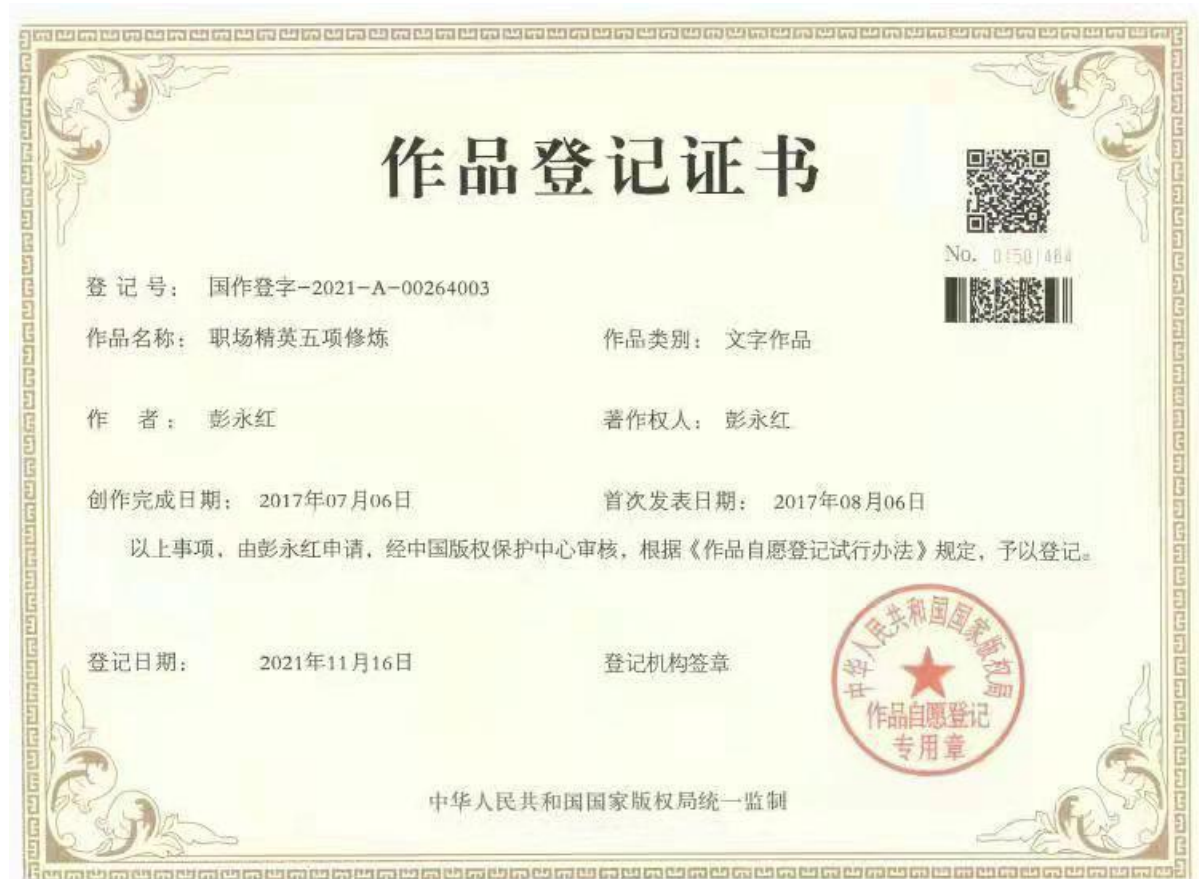 作品登记证书
No.
登 记 号： 国作登字-2021-A-00264003
作品名称： 职场精英五项修炼 作品类别： 文字作品
作 者： 彭永红 著作权人： 彭永红
创作完成日期： 2017年07月06日 首次发表日期： 2017年08月06日
以上事项，由彭永红申请，经中国版权保护中心审核，根据《作品自愿登记试行办法》规定，予以登记。
登记日期： 2021年11月16日 登记机构签章
中华人民共和国国家版权局
作品自愿登记
专用章
中华人民共和国国家版权局统一监制